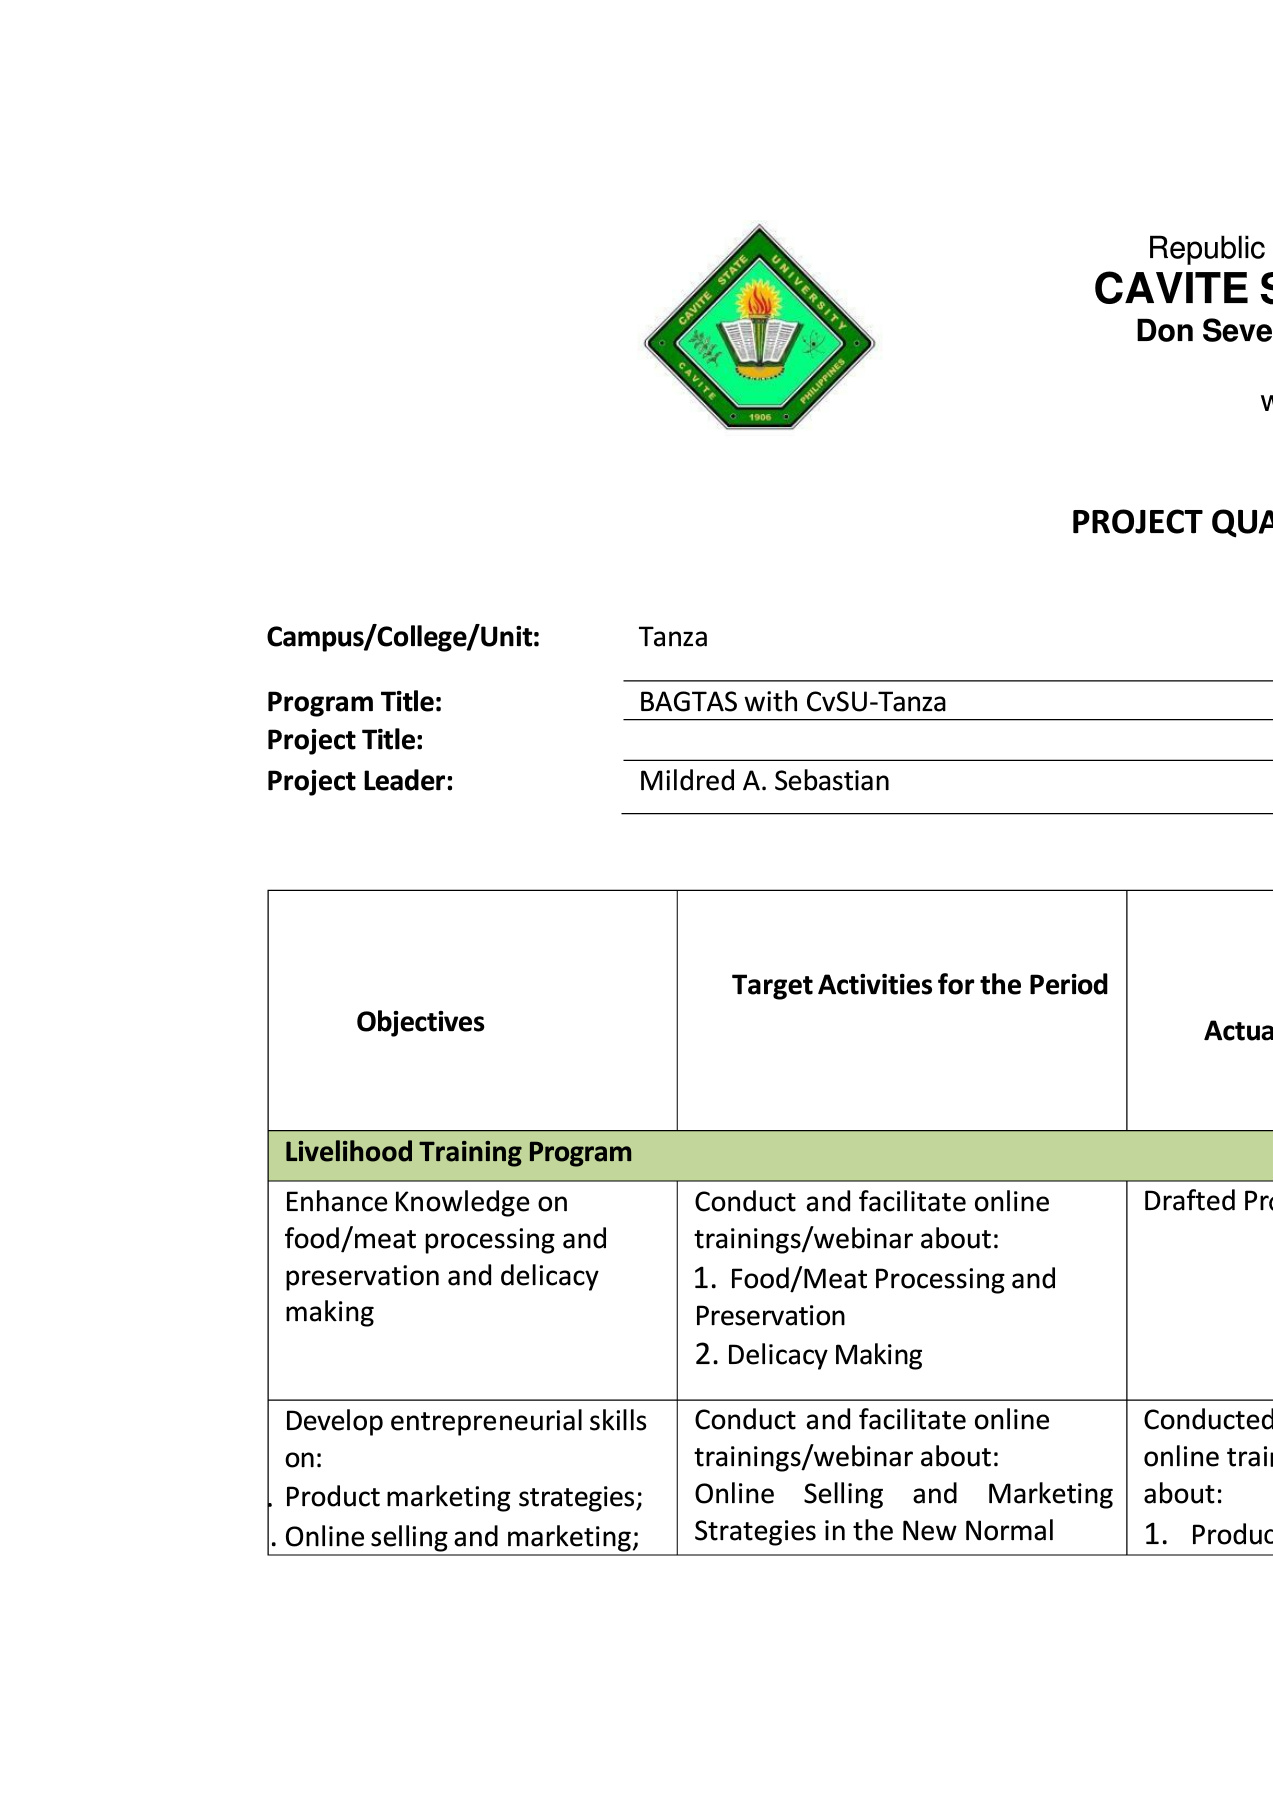 CAVITE STATE UNIVERSITY
CAVITE PHILIPPINES
1906
Republic
CAVITE S
Don Seve
W
PROJECT QUA
Campus/College/Unit: Tanza
Program Title: BAGTAS with CvSU-Tanza
Project Title:
Project Leader: Mildred A. Sebastian
Objectives
Target Activities for the Period
Actua
Livelihood Training Program
Enhance Knowledge on
food/meat processing and
preservation and delicacy
making
Conduct and facilitate online
trainings/webinar about:
1. Food/Meat Processing and
Preservation
2. Delicacy Making
Drafted Pro
Develop entrepreneurial skills
on:
. Product marketing strategies;
. Online selling and marketing;
Conduct and facilitate online
trainings/webinar about:
Online Selling and Marketing
Strategies in the New Normal
Conducted
online train
about:
1. Produc